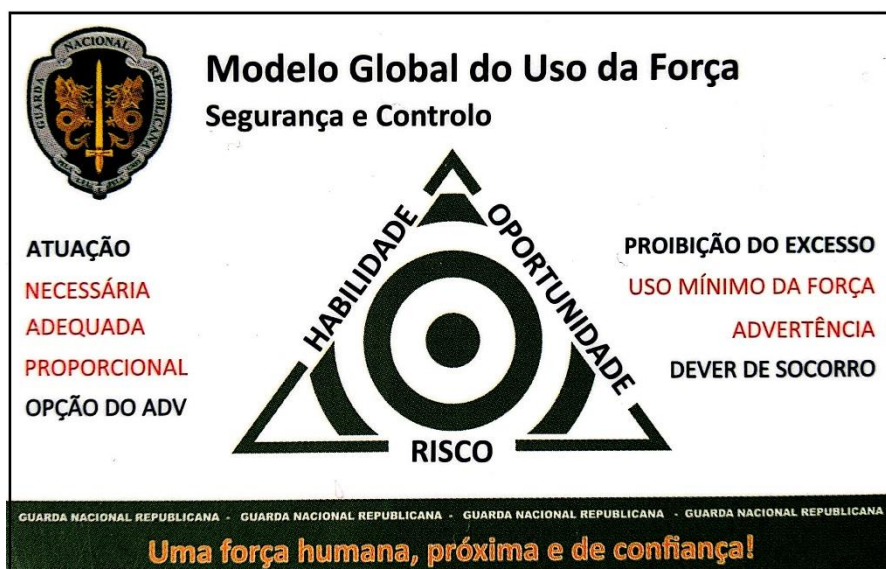 GUARDA NACIONAL REPUBLICANA
Modelo Global do Uso da Força
Segurança e Controlo
ATUAÇÃO
NECESSÁRIA
ADEQUADA
PROPORCIONAL
OPÇÃO DO ADV
HABILIDADE
OPORTUNIDADE
RISCO
PROIBIÇÃO DO EXCESSO
USO MÍNIMO DA FORÇA
ADVERTÊNCIA
DEVER DE SOCORRO
GUARDA NACIONAL REPUBLICANA - GUARDA NACIONAL REPUBLICANA - GUARDA NACIONAL REPUBLICANA - GUARDA NACIONAL REPUBLICANA
Uma força humana, próxima e de confiança!